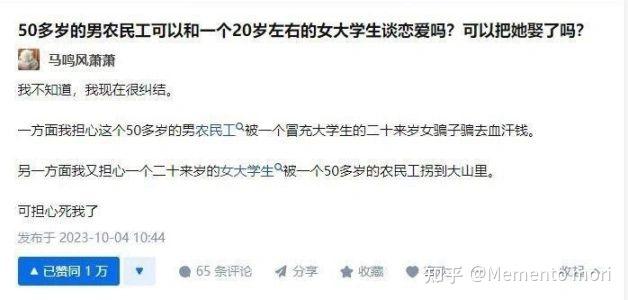 50多岁的男农民工可以和一个20岁左右的女大学生谈恋爱吗？可以把她娶了吗？
马鸣风萧萧
我不知道，我现在很纠结。
一方面我担心这个50多岁的男农民工被一个冒充大学生的二十来岁女骗子骗去血汗钱。
另一方面我又担心一个二十来岁的女大学生被一个50多岁的农民工拐到大山里。
可担心死我了
发布于 2023-10-04 10:44
已赞同 1 万 65 条评论 分享 收藏
知乎 @Memento mori